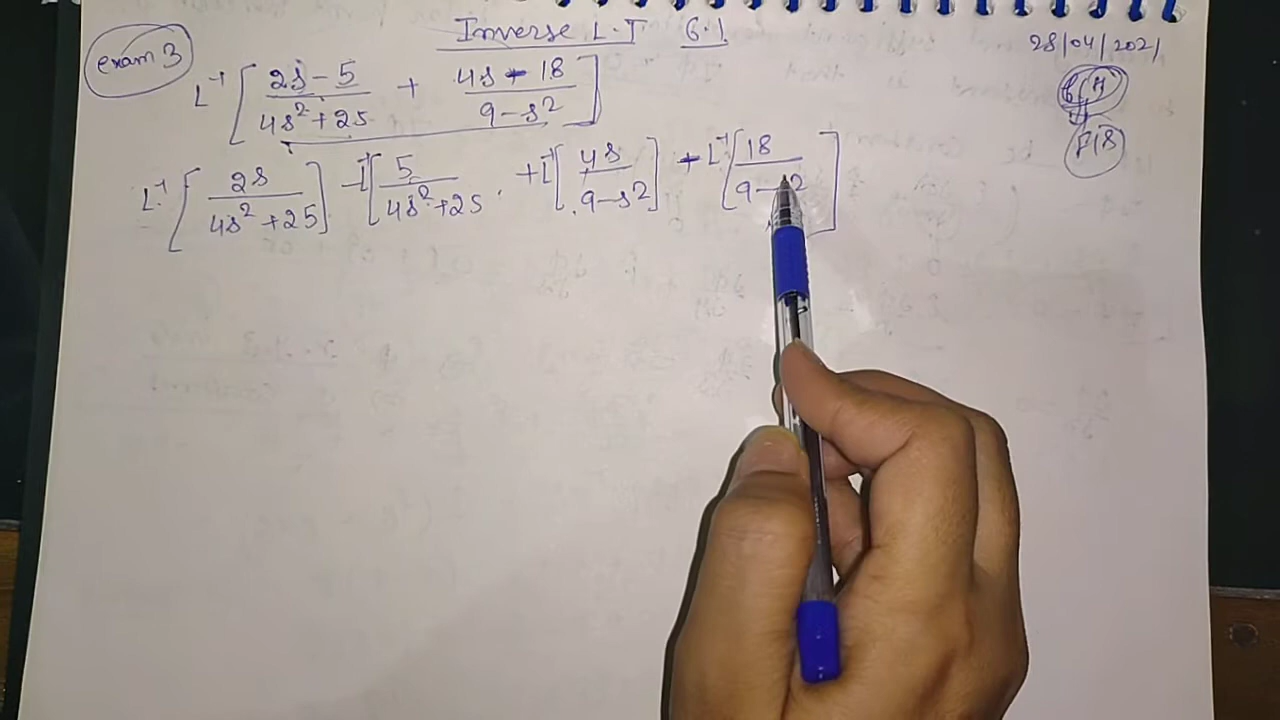 Inverse L.T 6.1
28/04/2021
exam 3
L⁻¹ [ (2s - 5)/(4s² + 25) + (4s - 18)/(9 - s²) ]
L⁻¹ [ 2s/(4s² + 25) ] - L⁻¹ [ 5/(4s² + 25) + L⁻¹ [ 4s/(9 - s²) ] - L⁻¹ [ 18/(9 - s²) ]